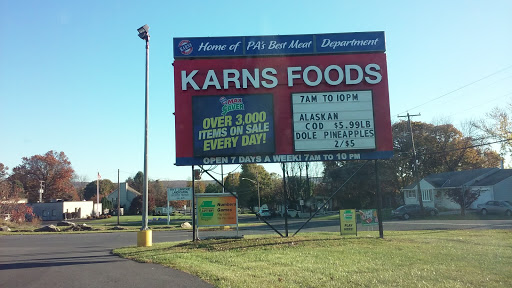 Home of PA's Best Meat Department
KARNS FOODS
MAX SAVER
OVER 3,000
ITEMS ON SALE
EVERY DAY!
7AM TO 10PM
ALASKAN
COD $5.99LB
DOLE PINEAPPLES
2/$5
OPEN 7 DAYS A WEEK! 7AM TO 10 PM